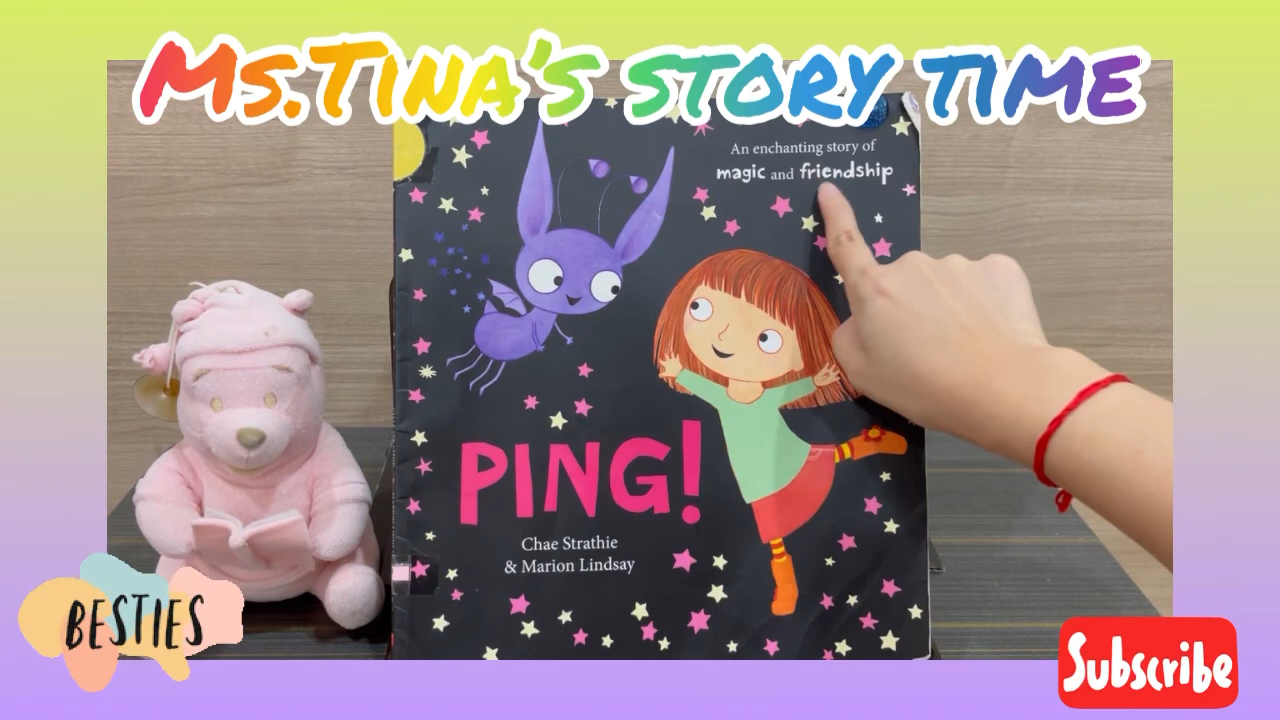 Ms.Tina's story time
An enchanting story of
magic and friendship
PING!
Chae Strathie
& Marion Lindsay
BESTIES
Subscribe